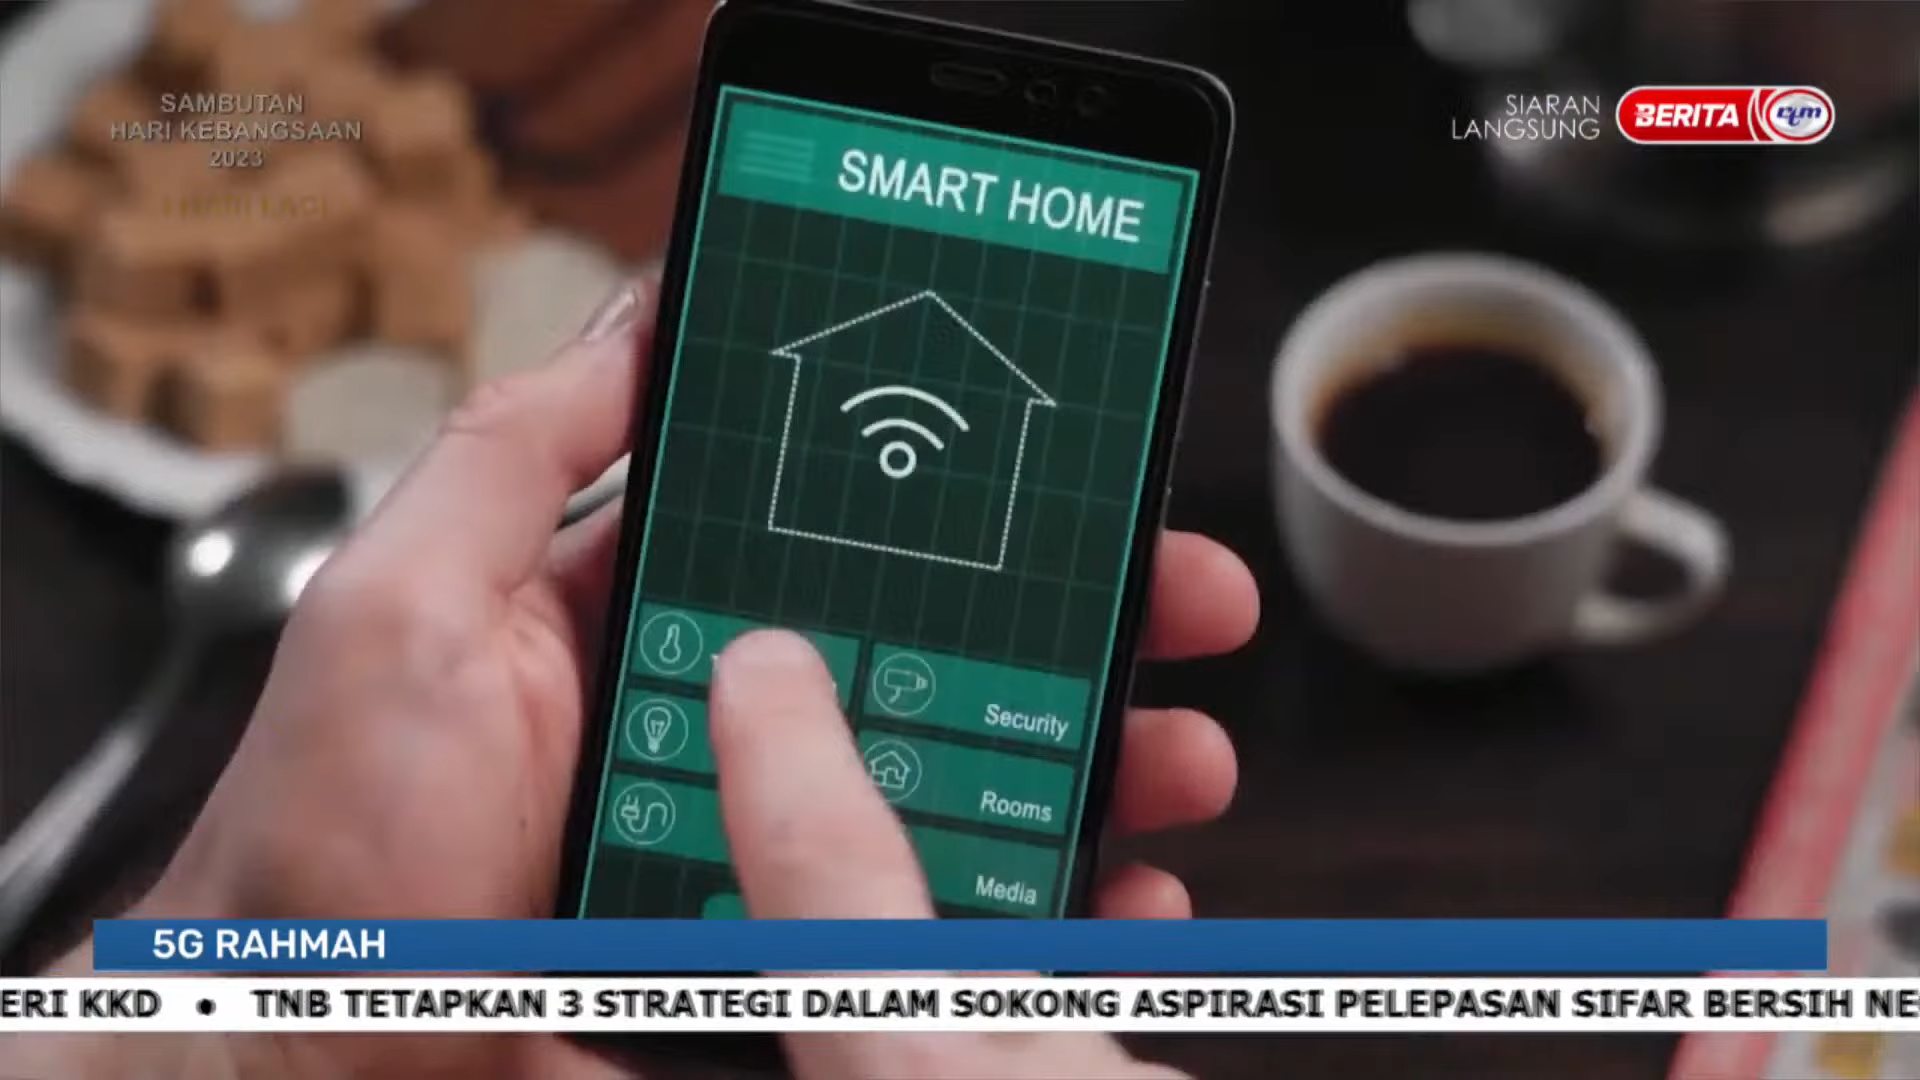 SAMBUTAN
HARI KEBANGSAAN
2023
SIARAN
LANGSUNG
BERITA rtm
SMART HOME
Security
Rooms
Media
5G RAHMAH
ERI KKD • TNB TETAPKAN 3 STRATEGI DALAM SOKONG ASPIRASI PELEPASAN SIFAR BERSIH NE